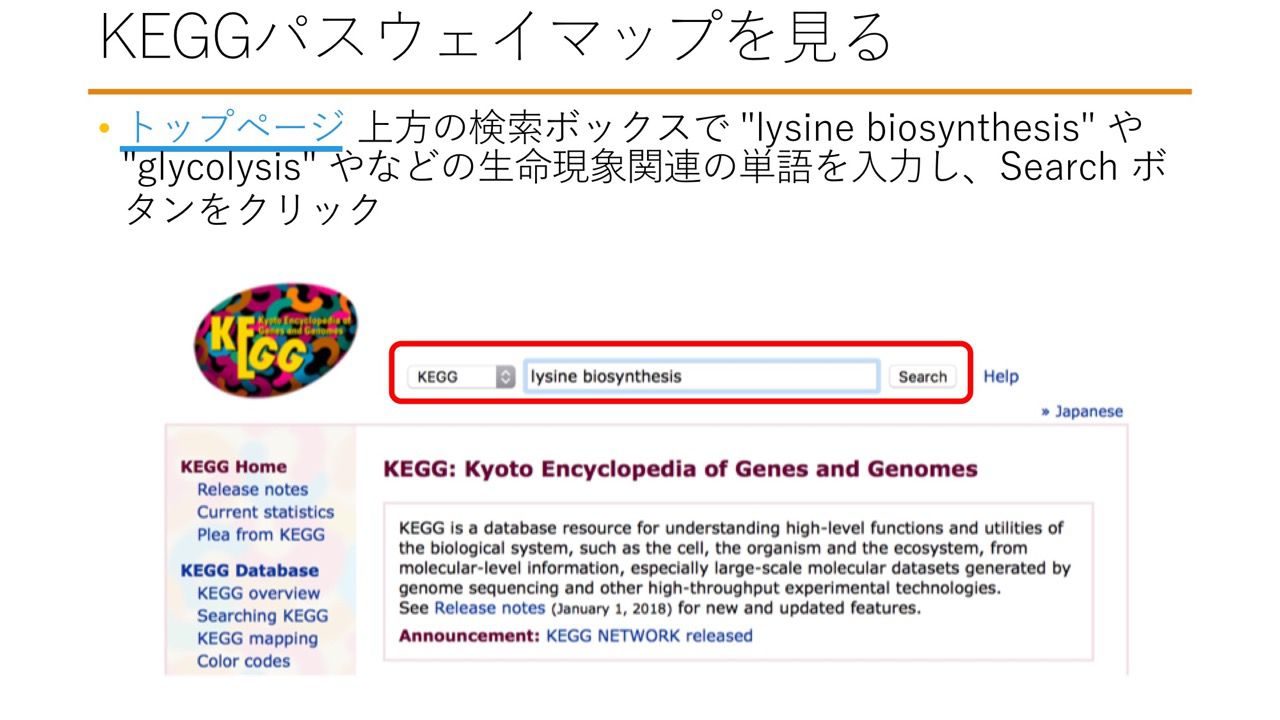 KEGGパスウェイマップを見る
• トップページ 上方の検索ボックスで "lysine biosynthesis" や
"glycolysis" やなどの生命現象関連の単語を入力し、Search ボ
タンをクリック
KEGG
Kyoto Encyclopedia of
Genes and Genomes
KEGG lysine biosynthesis Search Help
» Japanese
KEGG Home
Release notes
Current statistics
Plea from KEGG
KEGG Database
KEGG overview
Searching KEGG
KEGG mapping
Color codes
KEGG: Kyoto Encyclopedia of Genes and Genomes
KEGG is a database resource for understanding high-level functions and utilities of
the biological system, such as the cell, the organism and the ecosystem, from
molecular-level information, especially large-scale molecular datasets generated by
genome sequencing and other high-throughput experimental technologies.
See Release notes (January 1, 2018) for new and updated features.
Announcement: KEGG NETWORK released